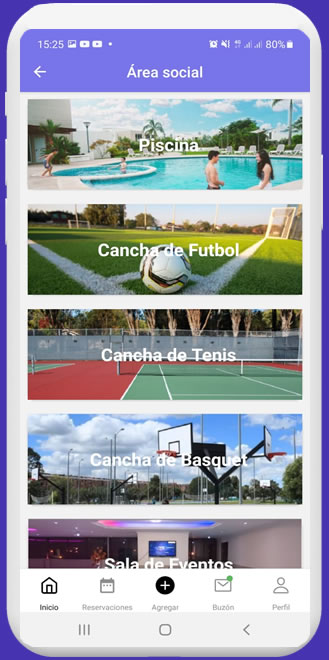 15:25 80%
Área social
Piscina
Cancha de Futbol
Cancha de Tenis
Cancha de Basquet
Sala de Eventos
Inicio Reservaciones Agregar Buzón Perfil